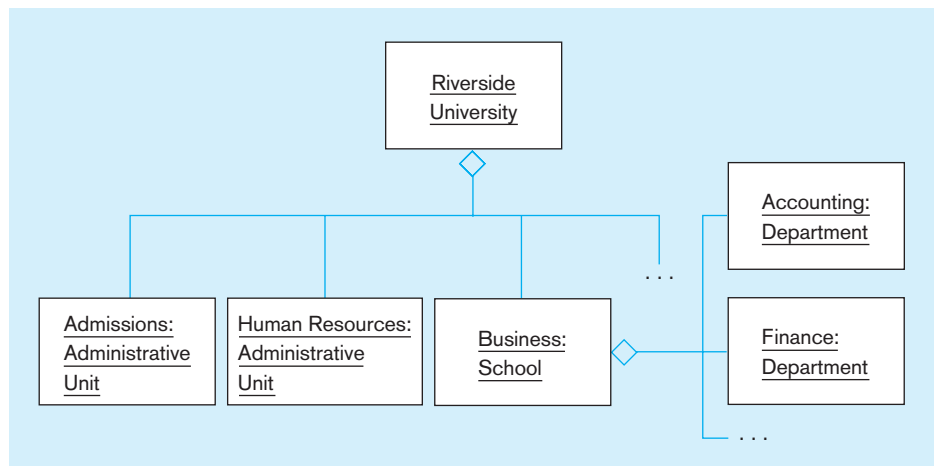 Riverside
University
Accounting:
Department
. . .
Admissions:
Administrative
Unit
Human Resources:
Administrative
Unit
Business:
School
Finance:
Department
. . .